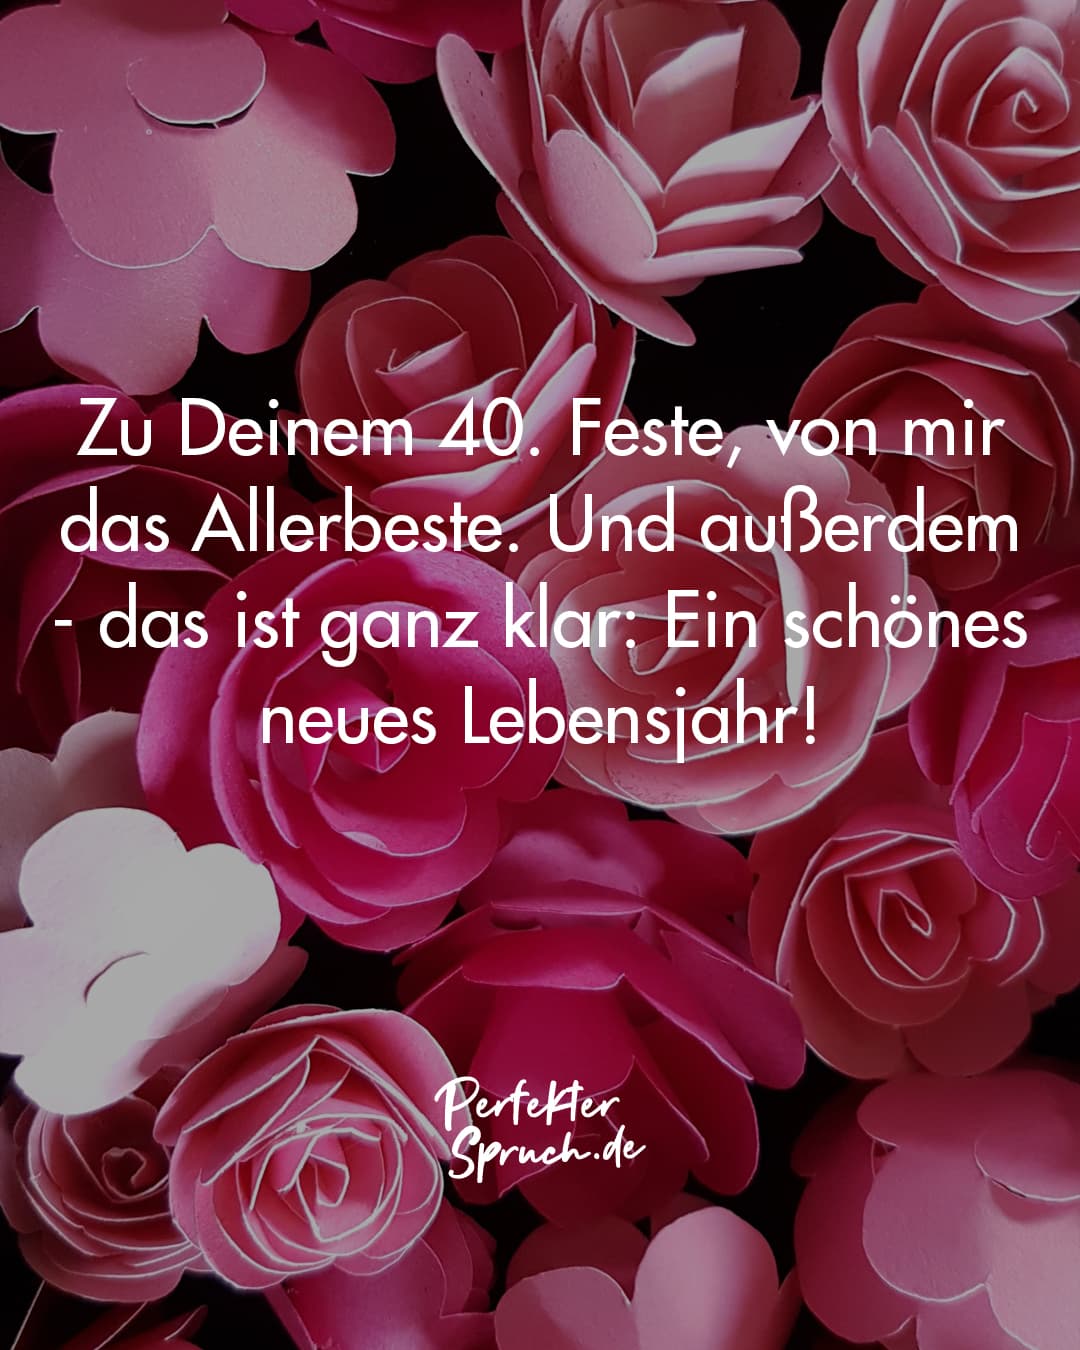 Zu Deinem 40. Feste, von mir
das Allerbeste. Und außerdem
- das ist ganz klar: Ein schönes
neues Lebensjahr!
Perfekter
Spruch.de